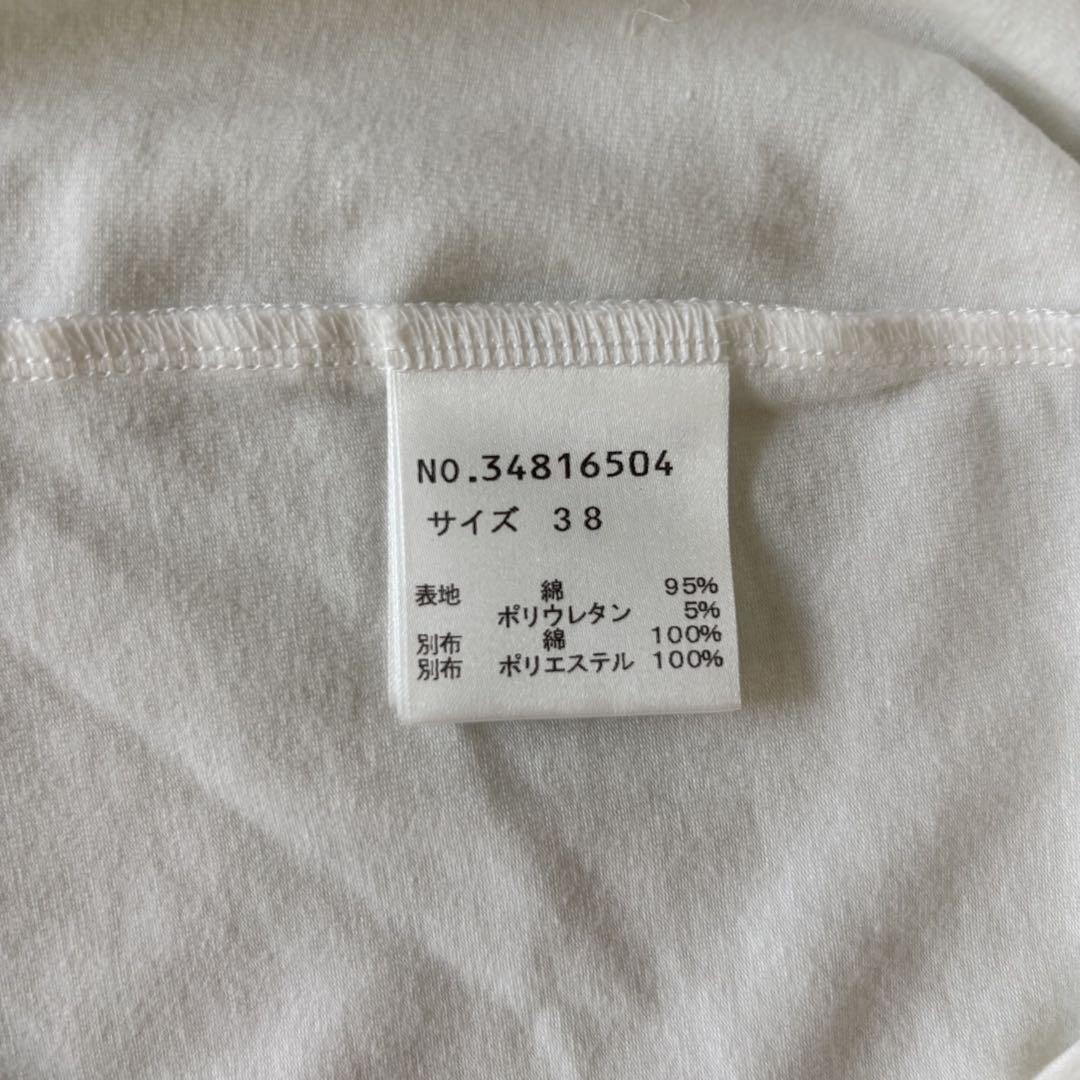 NO.34816504
サイズ 38
表地 綿 95%
ポリウレタン 5%
別布 綿 100%
別布 ポリエステル 100%